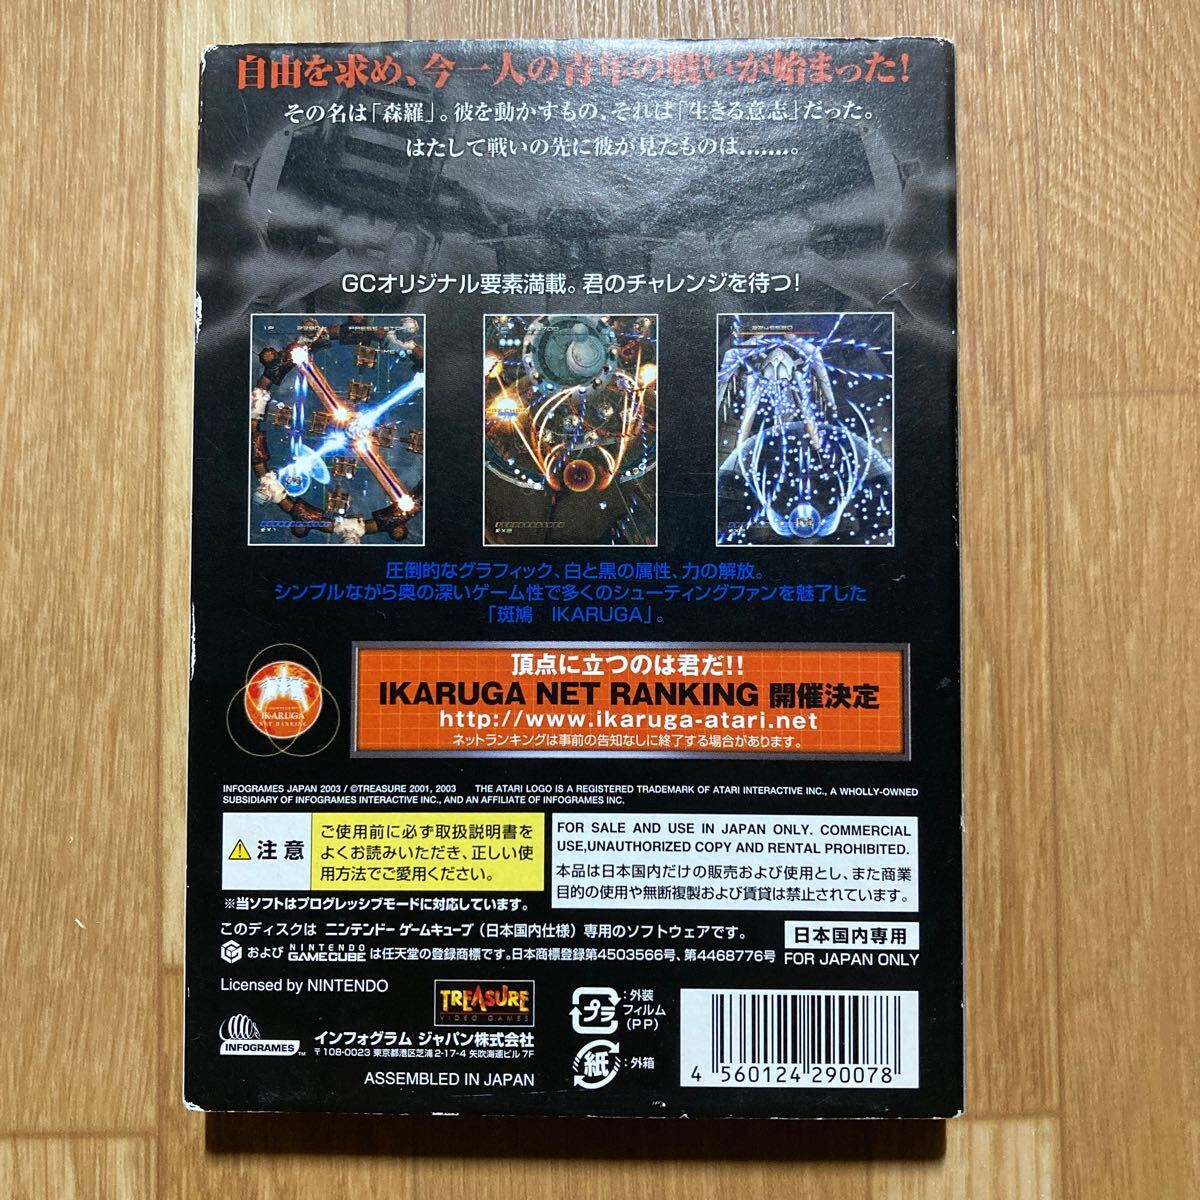 自由を求め、今一人の青年の戦いが始まった!
その名は「森羅」。彼を動かすもの、それは「生きる意志」だった。
はたして戦いの先に彼が見たものは.......。
GCオリジナル要素満載。君のチャレンジを待つ!
1P
EX1
EX2
圧倒的なグラフィック、白と黒の属性、力の解放。
シンプルながら奥の深いゲーム性で多くのシューティングファンを魅了した
「斑鳩　IKARUGA」。
IKARUGA
NET RANKING
頂点に立つのは君だ!!
IKARUGA NET RANKING 開催決定
http://www.ikaruga-atari.net
ネットランキングは事前の告知なしに終了する場合があります。
INFOGRAMES JAPAN 2003 / ©TREASURE 2001, 2003 THE ATARI LOGO IS A REGISTERED TRADEMARK OF ATARI INTERACTIVE INC., A WHOLLY-OWNED
SUBSIDIARY OF INFOGRAMES INTERACTIVE INC., AND AN AFFILIATE OF INFOGRAMES INC.
注意
ご使用前に必ず取扱説明書を
よくお読みいただき、正しい使
用方法でご愛用ください。
※当ソフトはプログレッシブモードに対応しています。
FOR SALE AND USE IN JAPAN ONLY. COMMERCIAL
USE,UNAUTHORIZED COPY AND RENTAL PROHIBITED.
本品は日本国内だけの販売および使用とし、また商業
目的の使用や無断複製および賃貸は禁止されています。
このディスクは ニンテンドー ゲームキューブ（日本国内仕様）専用のソフトウェアです。
および NINTENDO GAMECUBE は任天堂の登録商標です。日本商標登録第4503566号、第4468776号
日本国内専用
FOR JAPAN ONLY
Licensed by NINTENDO
TREASURE
VIDEO GAMES
INFOGRAMES™
インフォグラム ジャパン株式会社
〒108-0023 東京都港区芝浦 2-17-4 矢吹海運ビル 7F
ASSEMBLED IN JAPAN
プラ
:外装
フィルム
(PP)
紙
:外箱
4 560124 290078